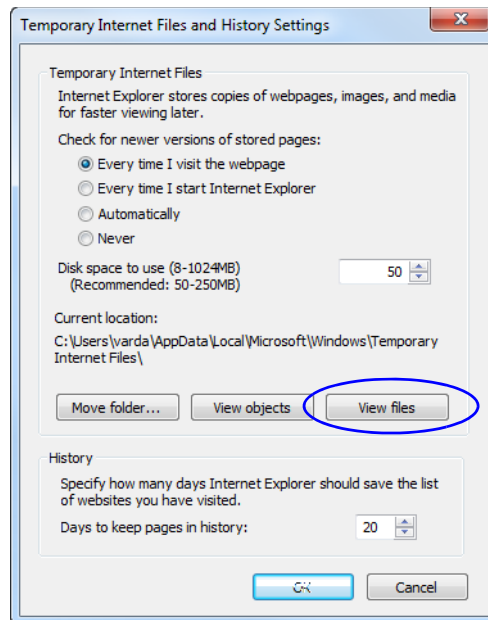 Temporary Internet Files and History Settings
Temporary Internet Files
Internet Explorer stores copies of webpages, images, and media
for faster viewing later.
Check for newer versions of stored pages:
Every time I visit the webpage
Every time I start Internet Explorer
Automatically
Never
Disk space to use (8-1024MB)
(Recommended: 50-250MB)
50
Current location:
C:\Users\varda\AppData\Local\Microsoft\Windows\Temporary
Internet Files\
Move folder... View objects View files
History
Specify how many days Internet Explorer should save the list
of websites you have visited.
Days to keep pages in history: 20
OK Cancel